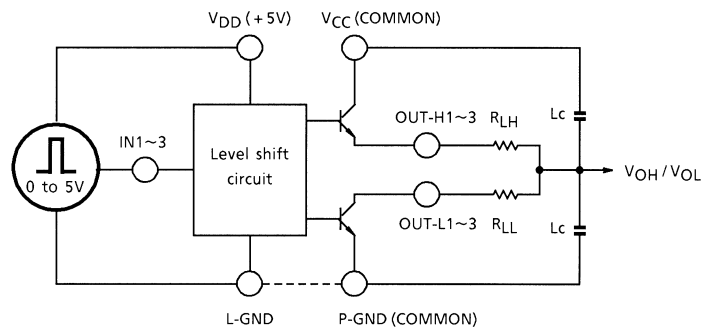 VDD (+5V)
VCC (COMMON)
IN1~3
OUT-H1~3
RLH
Lc
Level shift
circuit
0 to 5V
VOH / VOL
OUT-L1~3
RLL
Lc
L-GND
P-GND (COMMON)